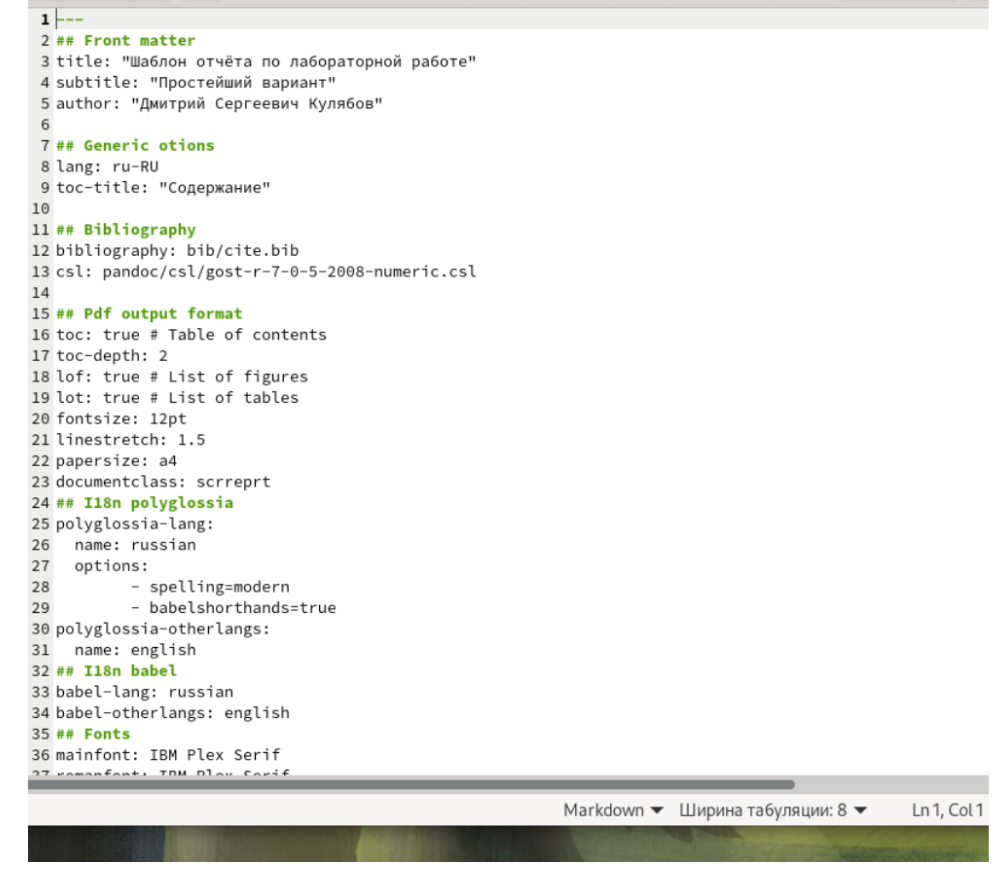 1 ---
2 ## Front matter
3 title: "Шаблон отчёта по лабораторной работе"
4 subtitle: "Простейший вариант"
5 author: "Дмитрий Сергеевич Кулябов"
6
7 ## Generic otions
8 lang: ru-RU
9 toc-title: "Содержание"
10
11 ## Bibliography
12 bibliography: bib/cite.bib
13 csl: pandoc/csl/gost-r-7-0-5-2008-numeric.csl
14
15 ## Pdf output format
16 toc: true # Table of contents
17 toc-depth: 2
18 lof: true # List of figures
19 lot: true # List of tables
20 fontsize: 12pt
21 linestretch: 1.5
22 papersize: a4
23 documentclass: scrreprt
24 ## I18n polyglossia
25 polyglossia-lang:
26   name: russian
27   options:
28         - spelling=modern
29         - babelshorthands=true
30 polyglossia-otherlangs:
31   name: english
32 ## I18n babel
33 babel-lang: russian
34 babel-otherlangs: english
35 ## Fonts
36 mainfont: IBM Plex Serif
37 romanfont: IBM Plex Serif
Markdown Ширина табуляции: 8 Ln 1, Col 1